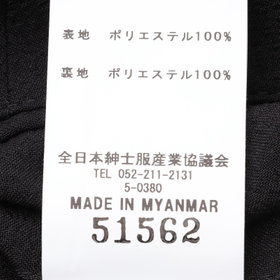 表地　ポリエステル100%
裏地　ポリエステル100%
全日本紳士服産業協議会
TEL 052-211-2131
5-0380
MADE IN MYANMAR
51562